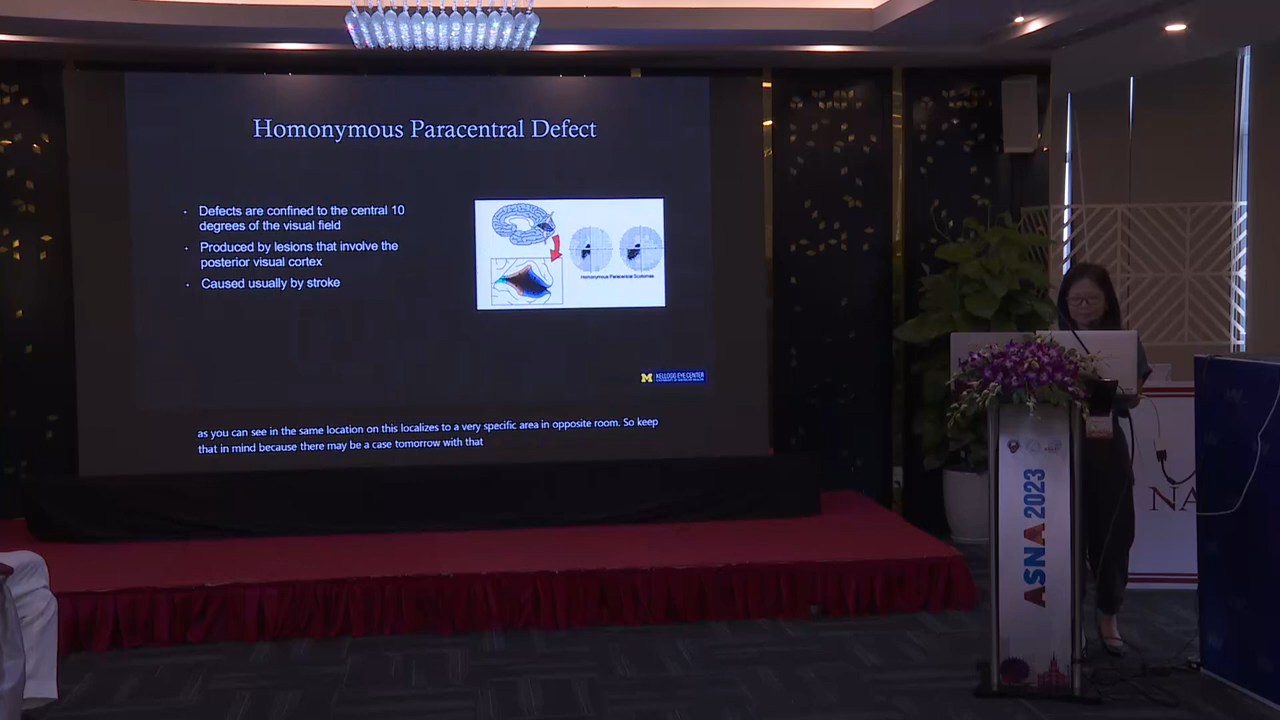 Homonymous Paracentral Defect
· Defects are confined to the central 10
degrees of the visual field
· Produced by lesions that involve the
posterior visual cortex
· Caused usually by stroke
Homonymous Paracentral Scotomas
M KELLOGG EYE CENTER
as you can see in the same location on this localizes to a very specific area in opposite room. So keep
that in mind because there may be a case tomorrow with that
ASNA 2023
NA